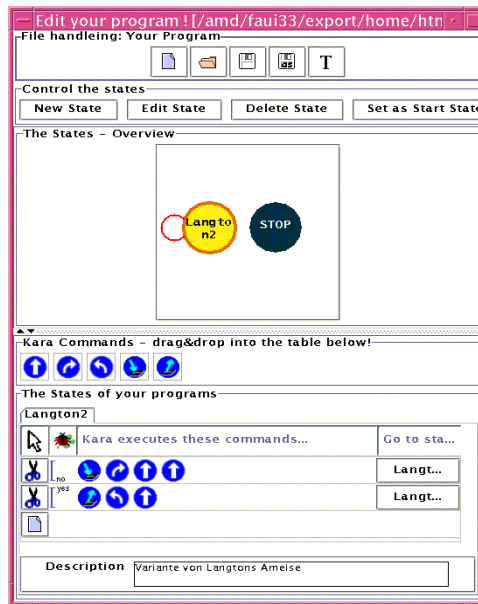 Edit your program ! [/amd/faui33/export/home/htn
File handleing: Your Program
as T
Control the states
New State Edit State Delete State Set as Start State
The States - Overview
Langto
n2
STOP
Kara Commands - drag&drop into the table below!
The States of your programs
Langton2
Kara executes these commands... Go to sta...
no Langt...
yes Langt...
Description Variante von Langtons Ameise